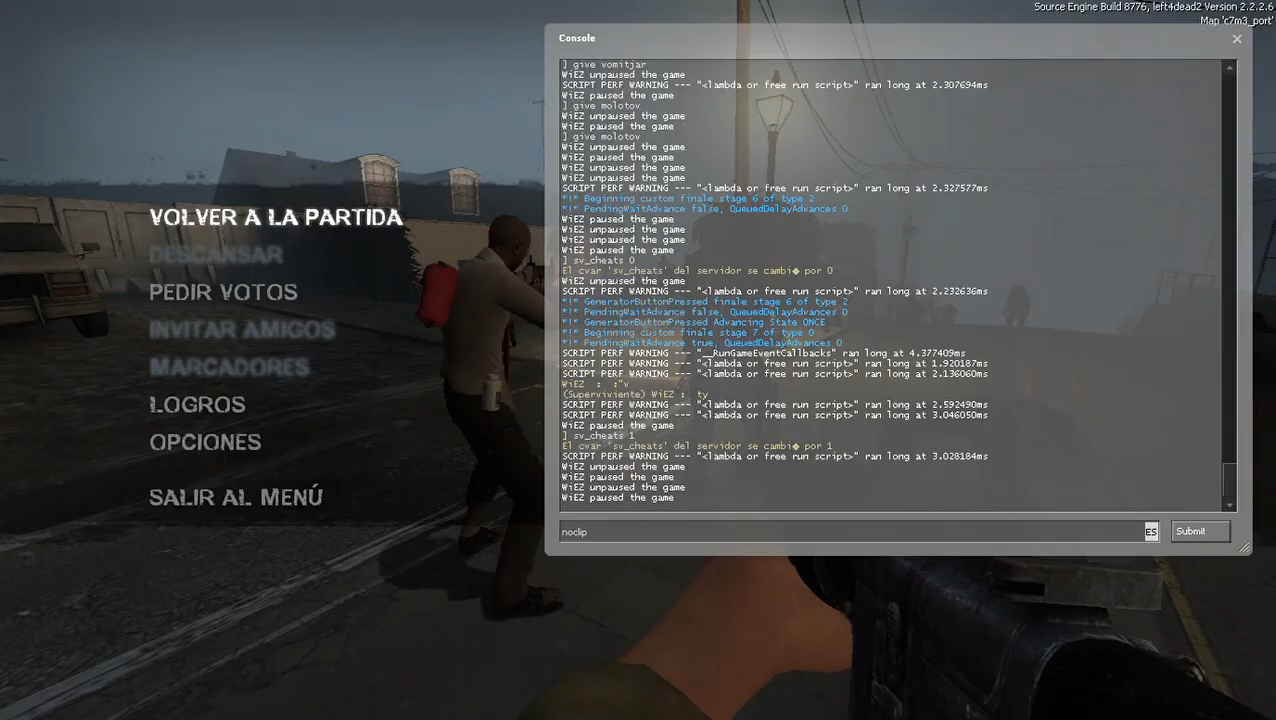 Source Engine Build 8776, left4dead2 Version 2.2.2.6
Map 'c7m3_port'
Console
] give vomitjar
WiEZ unpaused the game
SCRIPT PERF WARNING --- "<lambda or free run script>" ran long at 2.307694ms
WiEZ paused the game
] give molotov
WiEZ unpaused the game
WiEZ paused the game
] give molotov
WiEZ unpaused the game
WiEZ paused the game
WiEZ unpaused the game
WiEZ unpaused the game
SCRIPT PERF WARNING --- "<lambda or free run script>" ran long at 2.327577ms
*!* Beginning custom finale stage 6 of type 2
*!* PendingWaitAdvance false, QueuedDelayAdvances 0
WiEZ paused the game
WiEZ unpaused the game
WiEZ unpaused the game
WiEZ paused the game
] sv_cheats 0
El cvar 'sv_cheats' del servidor se cambi� por 0
WiEZ unpaused the game
SCRIPT PERF WARNING --- "<lambda or free run script>" ran long at 2.232636ms
*!* GeneratorButtonPressed finale stage 6 of type 2
*!* PendingWaitAdvance false, QueuedDelayAdvances 0
*!* GeneratorButtonPressed Advancing State ONCE
*!* Beginning custom finale stage 7 of type 0
*!* PendingWaitAdvance true, QueuedDelayAdvances 0
SCRIPT PERF WARNING --- "__RunGameEventCallbacks" ran long at 4.377409ms
SCRIPT PERF WARNING --- "<lambda or free run script>" ran long at 1.920187ms
SCRIPT PERF WARNING --- "<lambda or free run script>" ran long at 2.136060ms
WiEZ : :"v
(Superviviente) WiEZ : ty
SCRIPT PERF WARNING --- "<lambda or free run script>" ran long at 2.592490ms
SCRIPT PERF WARNING --- "<lambda or free run script>" ran long at 3.046050ms
WiEZ paused the game
] sv_cheats 1
El cvar 'sv_cheats' del servidor se cambi� por 1
SCRIPT PERF WARNING --- "<lambda or free run script>" ran long at 3.028184ms
WiEZ unpaused the game
WiEZ paused the game
WiEZ unpaused the game
WiEZ paused the game
noclip
ES
Submit
VOLVER A LA PARTIDA
DESCANSAR
PEDIR VOTOS
INVITAR AMIGOS
MARCADORES
LOGROS
OPCIONES
SALIR AL MENÚ